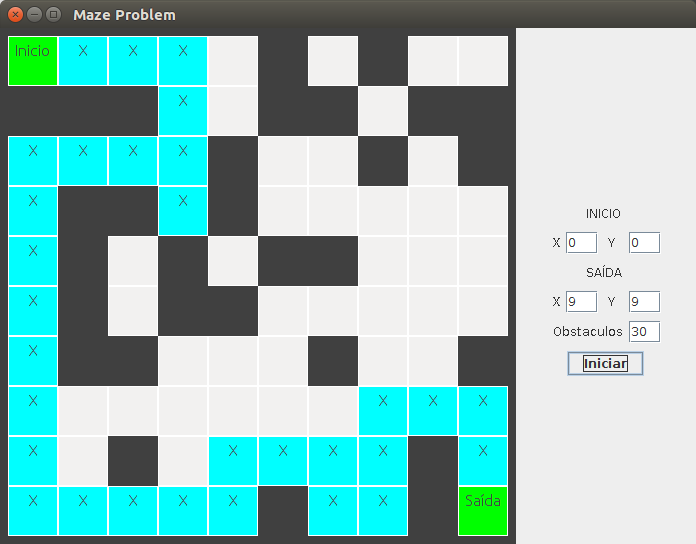 Maze Problem
Inicio X X X
X
X X X X
X X
X
X
X
X X X X
X X X X X X
X X X X X X X Saída
INICIO
X 0 Y 0
SAÍDA
X 9 Y 9
Obstaculos 30
Iniciar